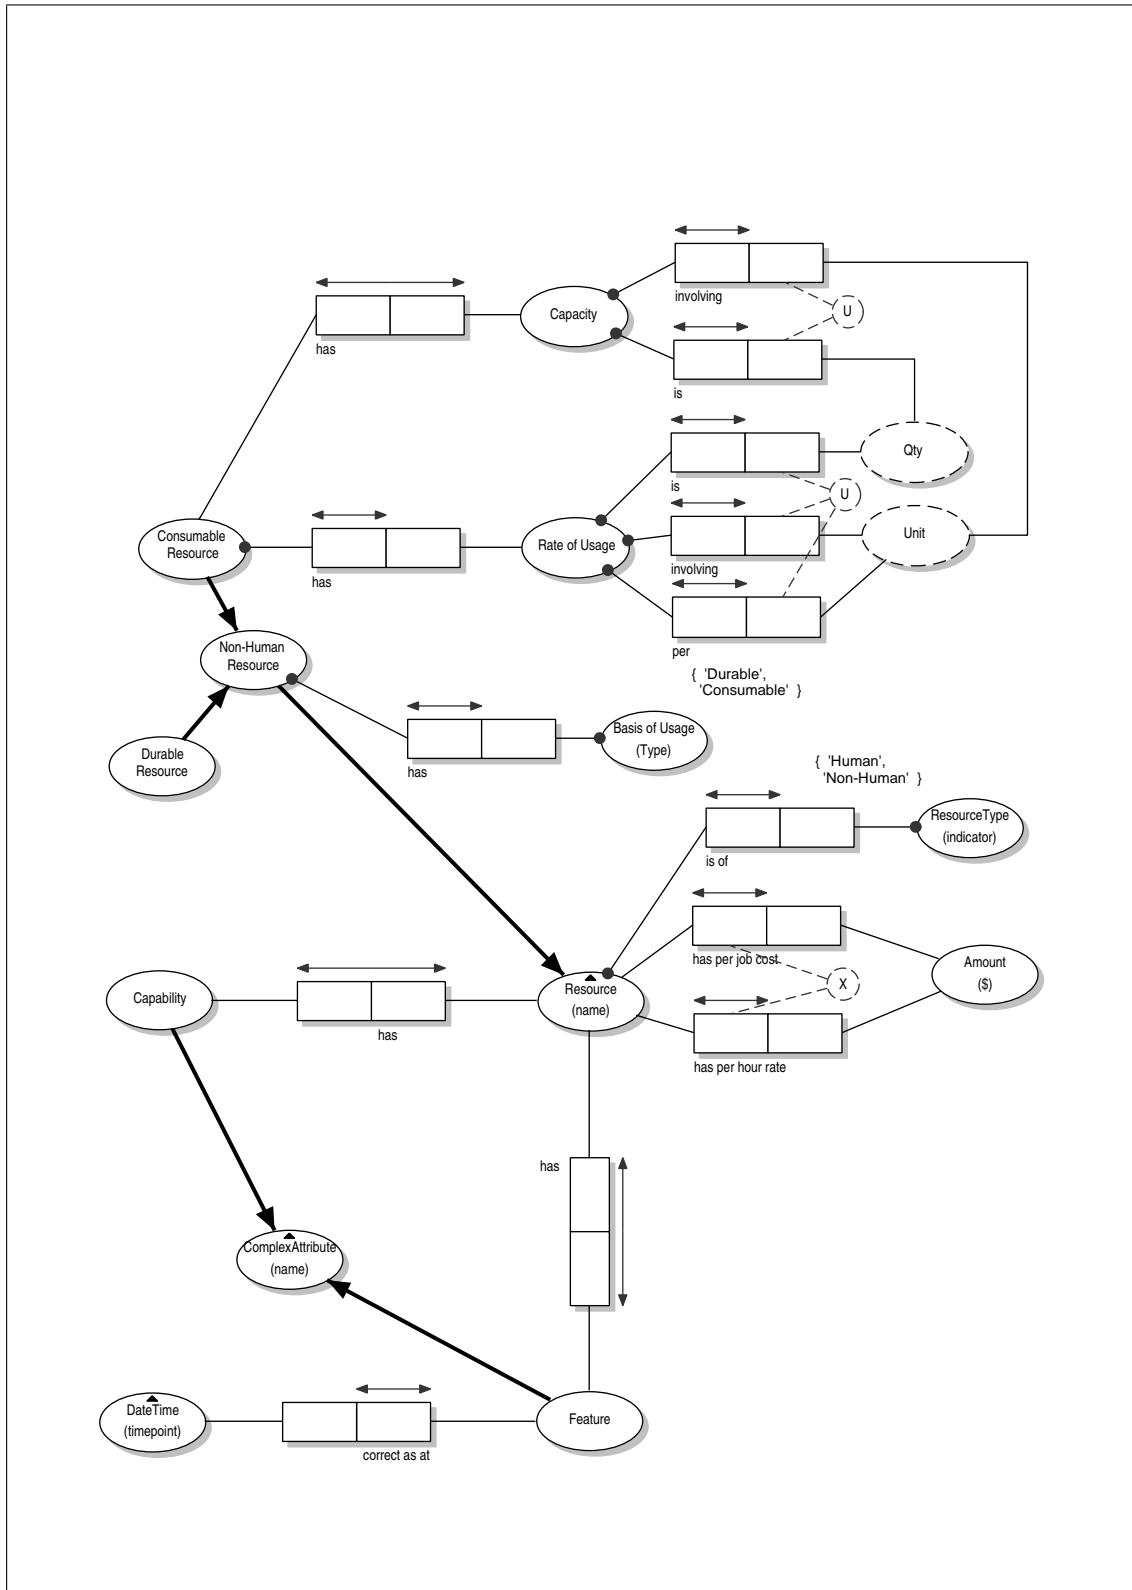 involving
U
Capacity
has
is
Qty
is
U
Consumable
Resource
Rate of Usage
Unit
has
involving
Non-Human
Resource
per
{ 'Durable',
'Consumable' }
Basis of Usage
(Type)
Durable
Resource
has
{ 'Human',
'Non-Human' }
ResourceType
(indicator)
is of
has per job cost
Amount
($)
X
Capability
Resource
(name)
has
has per hour rate
has
ComplexAttribute
(name)
DateTime
(timepoint)
Feature
correct as at